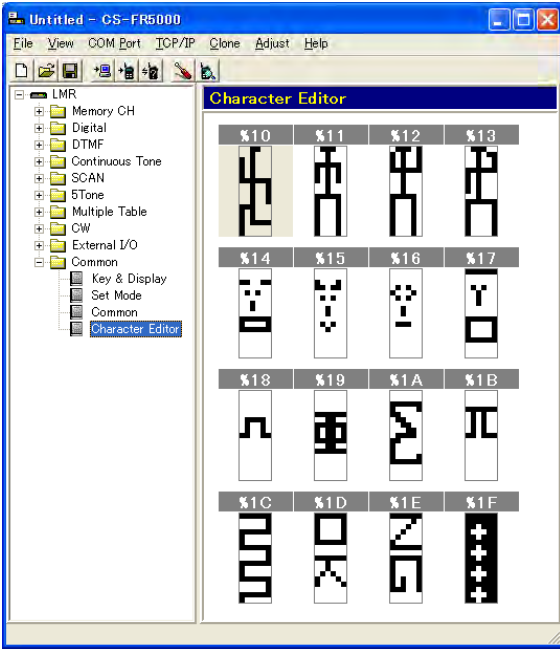 Untitled - CS-FR5000
File View COM Port TCP/IP Clone Adjust Help
LMR
Memory CH
Digital
DTMF
Continuous Tone
SCAN
5Tone
Multiple Table
CW
External I/O
Common
Key & Display
Set Mode
Common
Character Editor
Character Editor
%10 %11 %12 %13
%14 %15 %16 %17
%18 %19 %1A %1B
%1C %1D %1E %1F